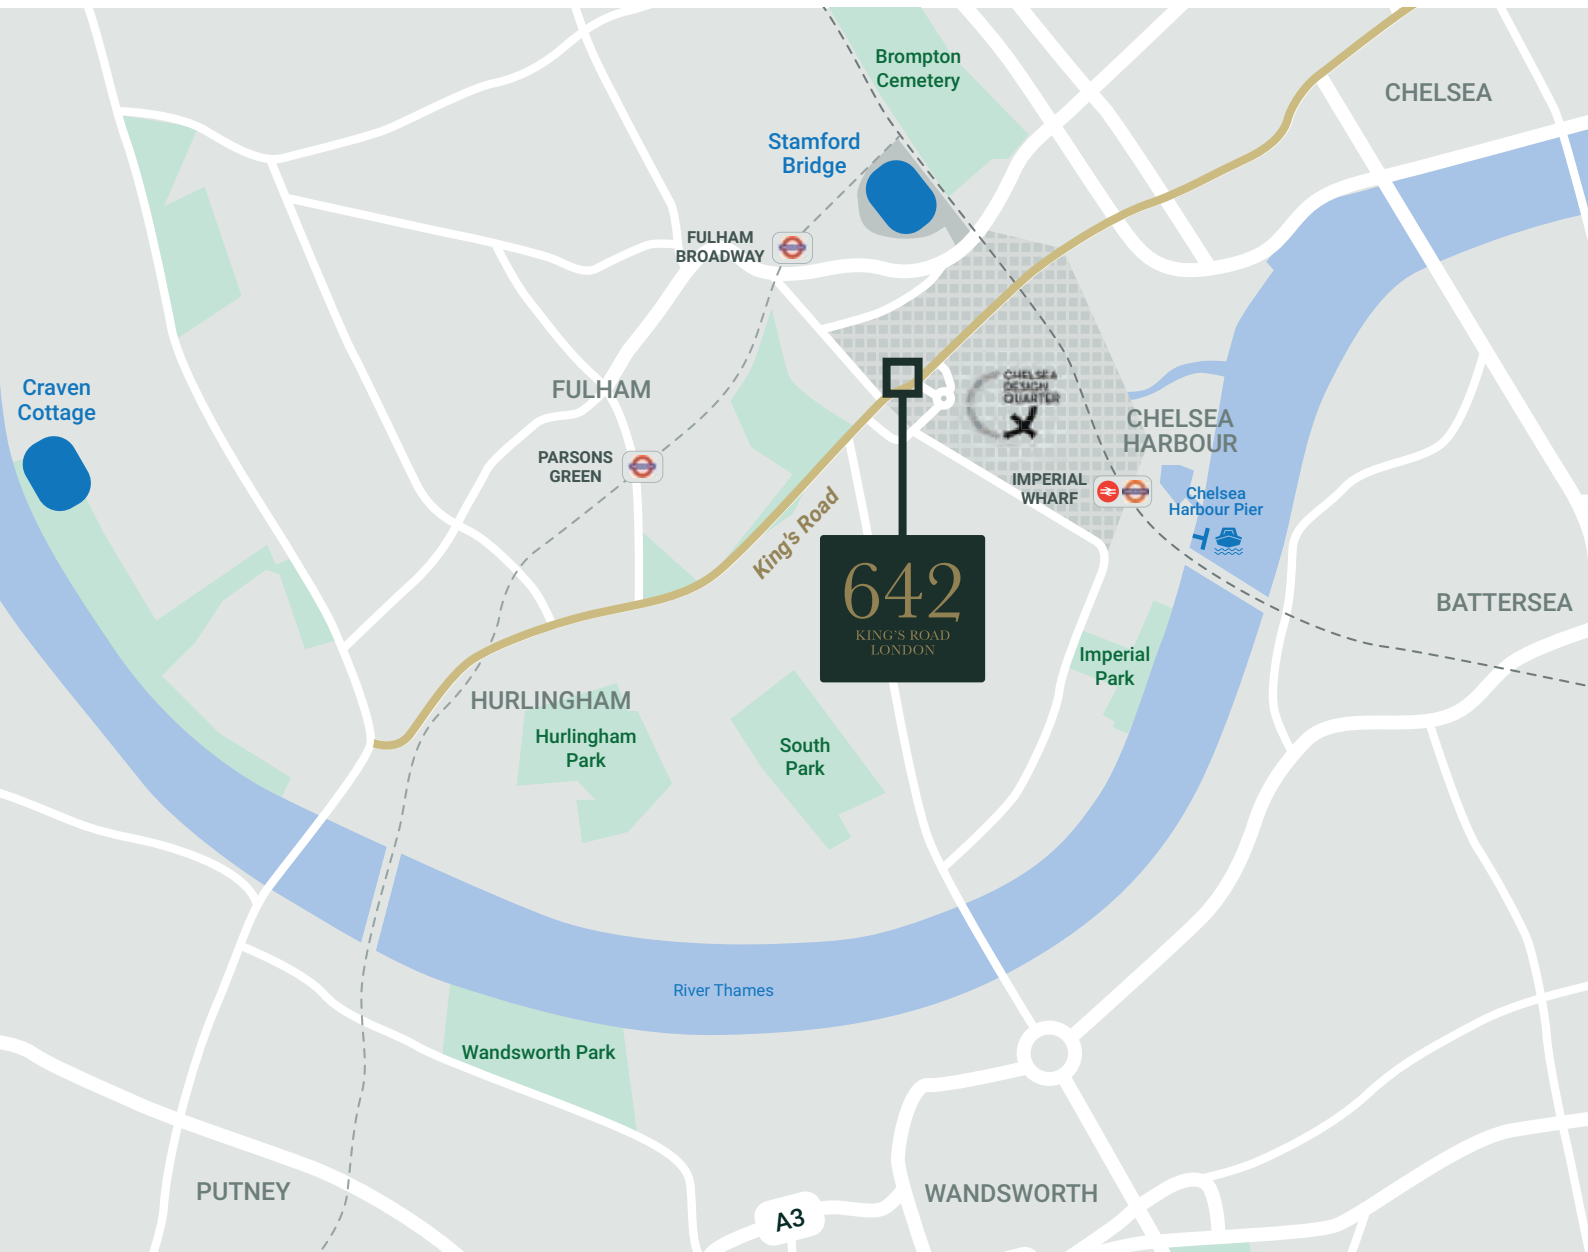 Brompton
Cemetery
CHELSEA
Stamford
Bridge
FULHAM
BROADWAY
Craven
Cottage
FULHAM
CHELSEA
DESIGN
QUARTER
CHELSEA
HARBOUR
PARSONS
GREEN
IMPERIAL
WHARF
Chelsea
Harbour Pier
King's Road
642
KING'S ROAD
LONDON
BATTERSEA
Imperial
Park
HURLINGHAM
Hurlingham
Park
South
Park
River Thames
Wandsworth Park
PUTNEY
WANDSWORTH
A3